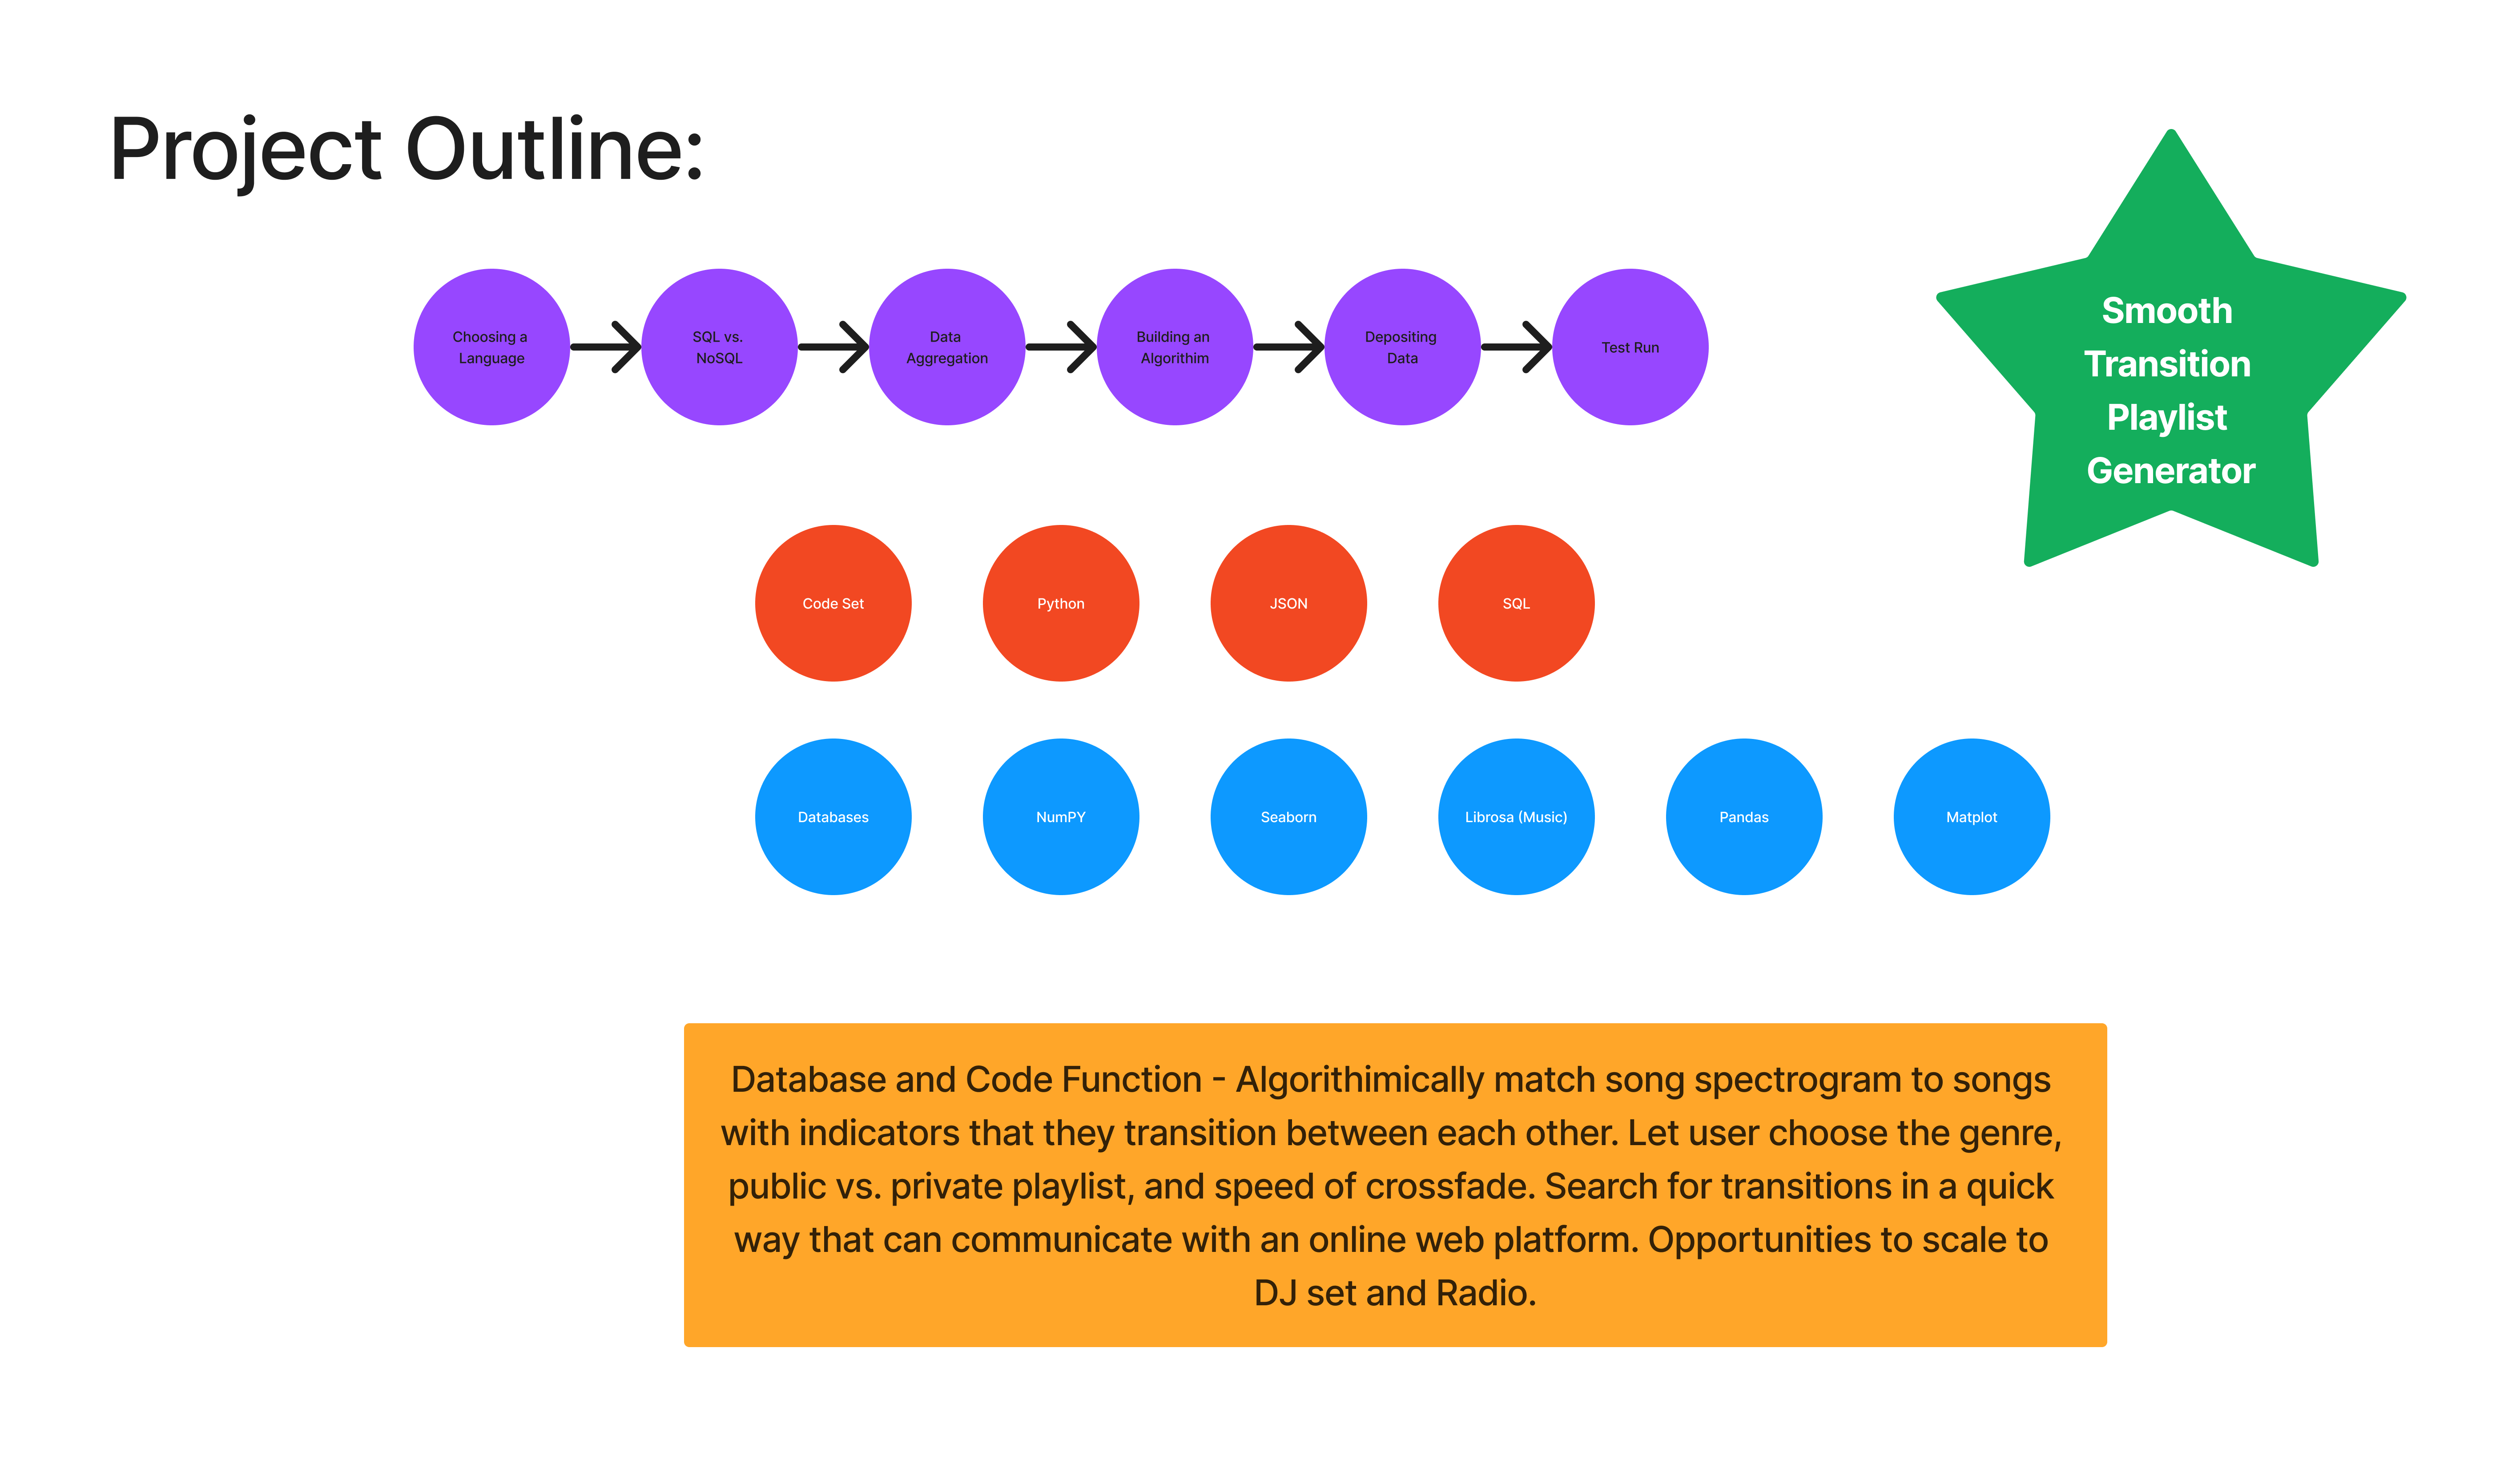 Project Outline:
Smooth
Transition
Playlist
Generator
Choosing a
Language
SQL vs.
NoSQL
Data
Aggregation
Building an
Algorithim
Depositing
Data
Test Run
Code Set
Python
JSON
SQL
Databases
NumPY
Seaborn
Librosa (Music)
Pandas
Matplot
Database and Code Function - Algorithimically match song spectrogram to songs
with indicators that they transition between each other. Let user choose the genre,
public vs. private playlist, and speed of crossfade. Search for transitions in a quick
way that can communicate with an online web platform. Opportunities to scale to
DJ set and Radio.